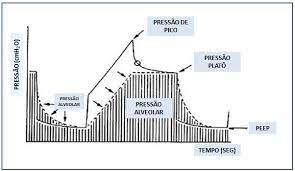 PRESSÃO DE
PICO
PRESSÃO
PLATÔ
PRESSÃO (cmH₂O)
PRESSÃO
ALVEOLAR
PRESSÃO
ALVEOLAR
PEEP
TEMPO (SEG)